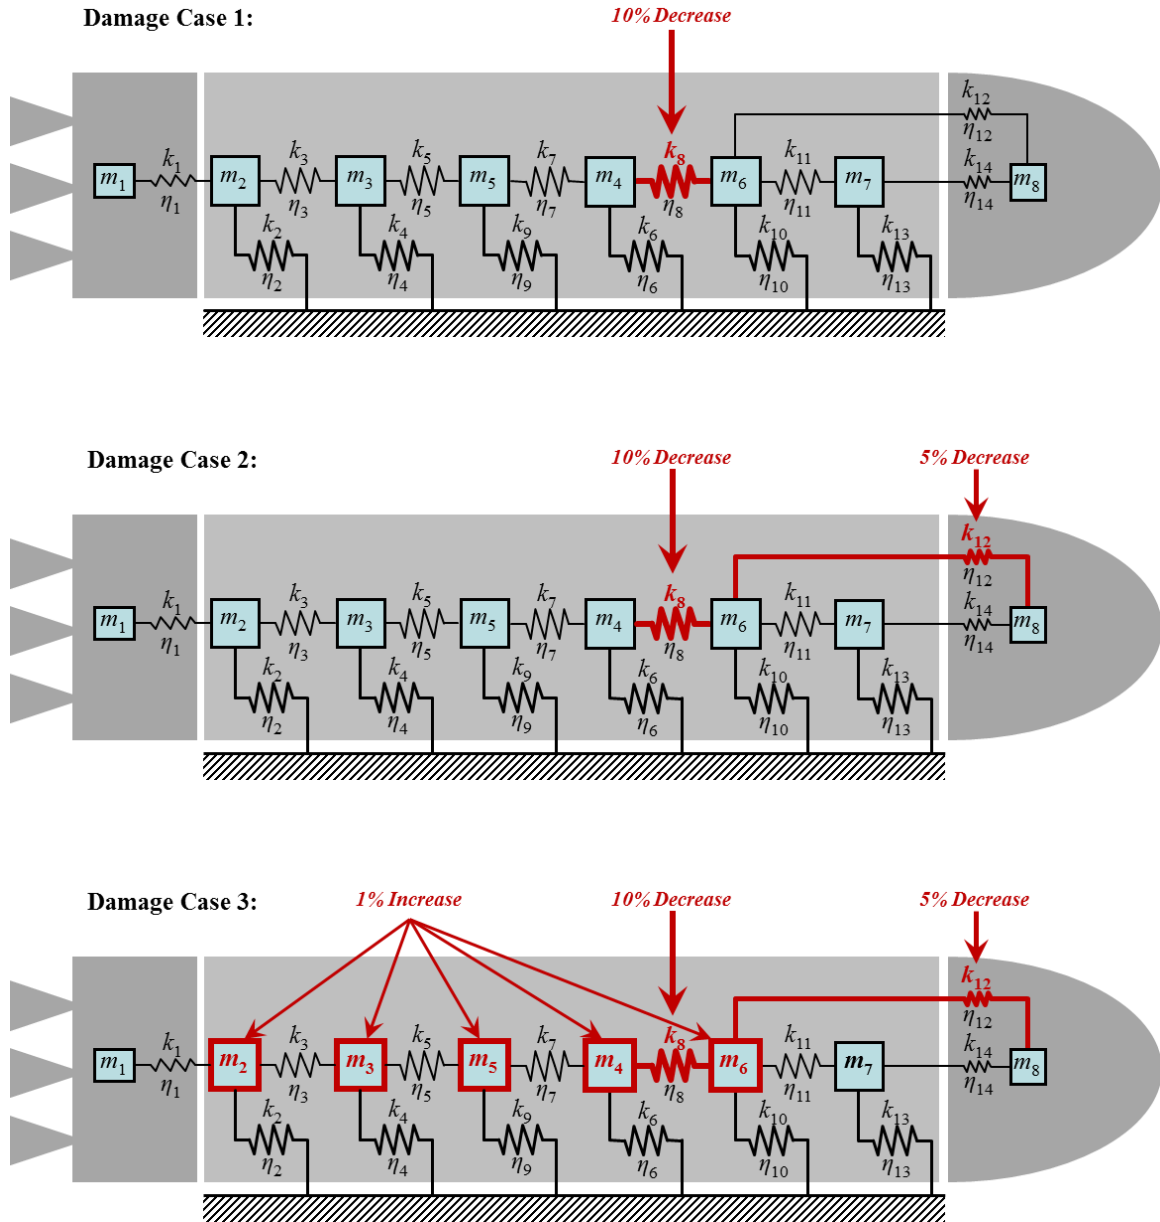 Damage Case 1:
10% Decrease
k12
η12
k1 k3 k5 k7 k8 k11 k14
m1 m2 m3 m5 m4 m6 m7 m8
η1 η3 η5 η7 η8 η11 η14
k2 k4 k9 k6 k10 k13
η2 η4 η9 η6 η10 η13
Damage Case 2:
10% Decrease 5% Decrease
k12
η12
k1 k3 k5 k7 k8 k11 k14
m1 m2 m3 m5 m4 m6 m7 m8
η1 η3 η5 η7 η8 η11 η14
k2 k4 k9 k6 k10 k13
η2 η4 η9 η6 η10 η13
Damage Case 3:
1% Increase 10% Decrease 5% Decrease
k12
η12
k1 k3 k5 k7 k8 k11 k14
m1 m2 m3 m5 m4 m6 m7 m8
η1 η3 η5 η7 η8 η11 η14
k2 k4 k9 k6 k10 k13
η2 η4 η9 η6 η10 η13